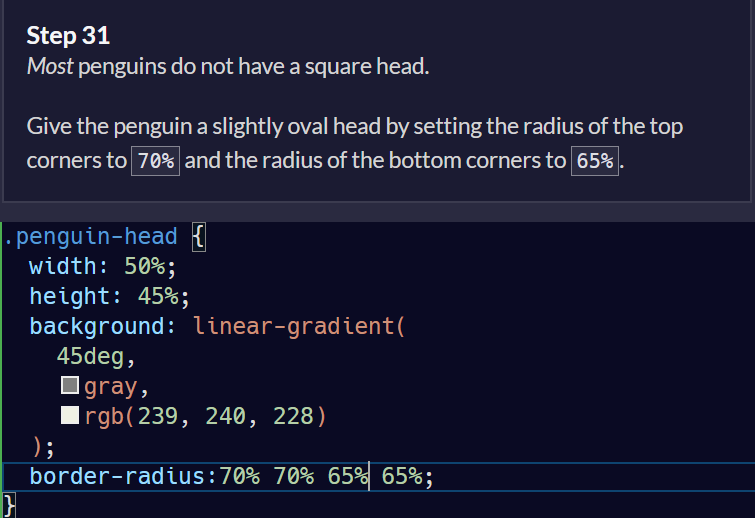 Step 31
Most penguins do not have a square head.
Give the penguin a slightly oval head by setting the radius of the top
corners to 70% and the radius of the bottom corners to 65%.
.penguin-head {
width: 50%;
height: 45%;
background: linear-gradient(
45deg,
gray,
rgb(239, 240, 228)
);
border-radius:70% 70% 65% 65%;
}